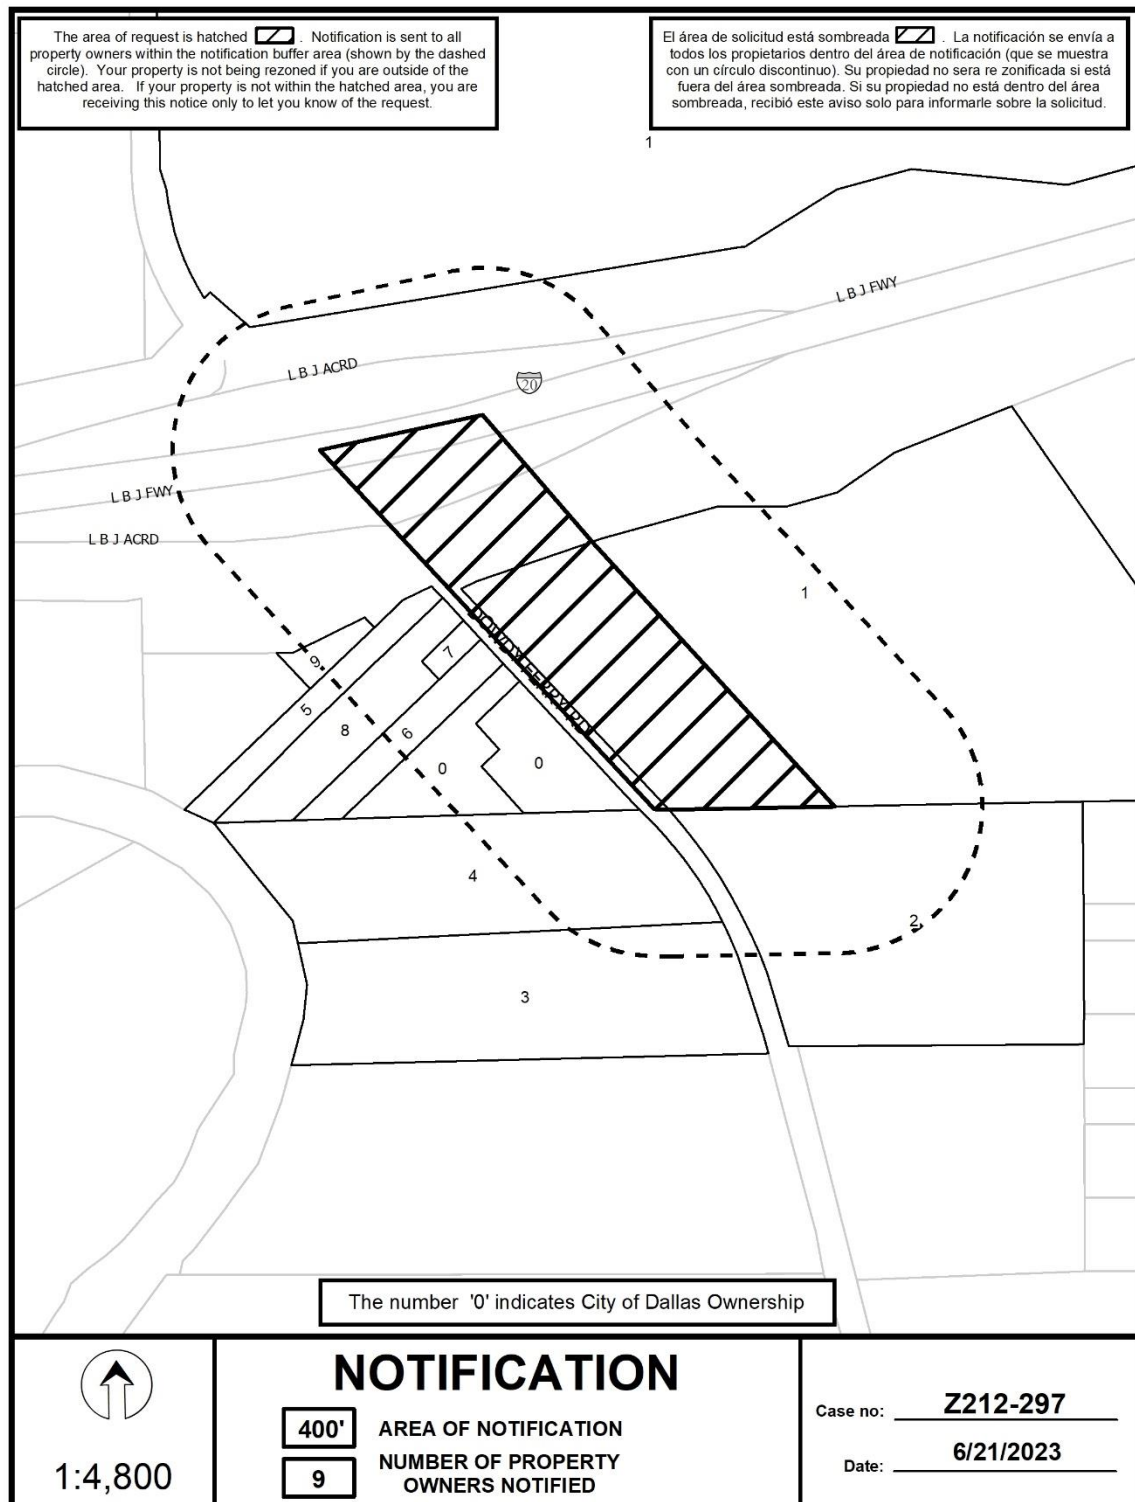 The area of request is hatched . Notification is sent to all
property owners within the notification buffer area (shown by the dashed
circle). Your property is not being rezoned if you are outside of the
hatched area. If your property is not within the hatched area, you are
receiving this notice only to let you know of the request.
El área de solicitud está sombreada . La notificación se envía a
todos los propietarios dentro del área de notificación (que se muestra
con un círculo discontinuo). Su propiedad no sera re zonificada si está
fuera del área sombreada. Si su propiedad no está dentro del área
sombreada, recibió este aviso solo para informarle sobre la solicitud.
1
L B J FWY
L B J ACRD
20
L B J FWY
L B J ACRD
1
DOWDY FERRY RD
9
7
5
8
6
0
0
4
2
3
The number '0' indicates City of Dallas Ownership
1:4,800
NOTIFICATION
400' AREA OF NOTIFICATION
9 NUMBER OF PROPERTY
OWNERS NOTIFIED
Case no: Z212-297
Date: 6/21/2023